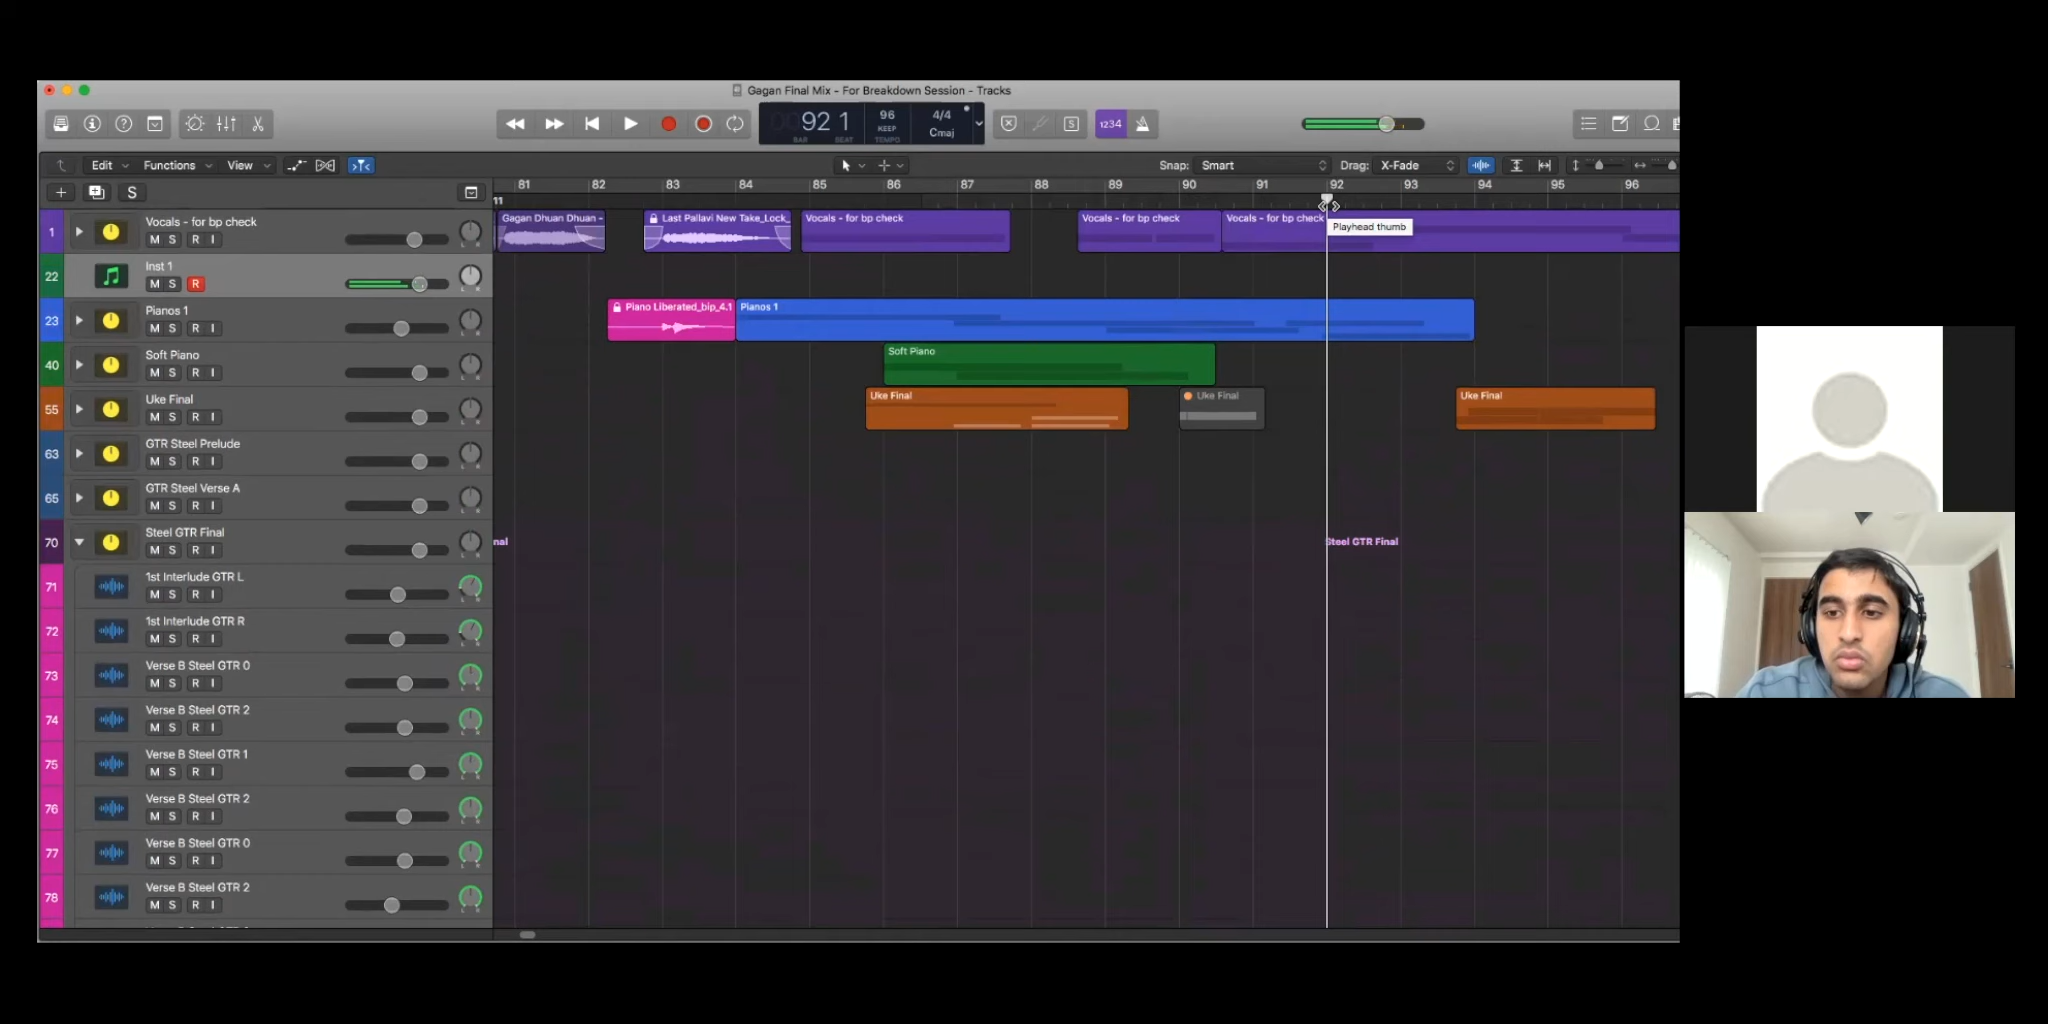 Gagan Final Mix - For Breakdown Session - Tracks
92 1
BAR BEAT
96
KEEP
TEMPO
4/4
Cmaj
S
1234
Edit Functions View
Snap: Smart
Drag: X-Fade
S
81 82 83 84 85 86 87 88 89 90 91 92 93 94 95 96
11
1 Vocals - for bp check
M S R I
Gagan Dhuan Dhuan -
Last Pallavi New Take_Lock_
Vocals - for bp check
Vocals - for bp check
Vocals - for bp check
Playhead thumb
22 Inst 1
M S R
23 Pianos 1
M S R I
Piano Liberated_bip_4.1
Pianos 1
40 Soft Piano
M S R I
Soft Piano
55 Uke Final
M S R I
Uke Final
Uke Final
Uke Final
63 GTR Steel Prelude
M S R I
65 GTR Steel Verse A
M S R I
70 Steel GTR Final
M S R I
nal
Steel GTR Final
71 1st Interlude GTR L
M S R I
72 1st Interlude GTR R
M S R I
73 Verse B Steel GTR 0
M S R I
74 Verse B Steel GTR 2
M S R I
75 Verse B Steel GTR 1
M S R I
76 Verse B Steel GTR 2
M S R I
77 Verse B Steel GTR 0
M S R I
78 Verse B Steel GTR 2
M S R I